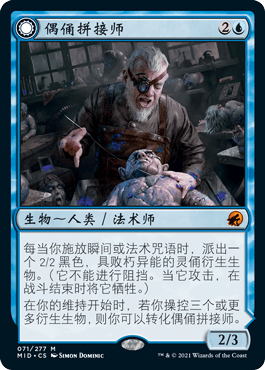 偶俑拼接师 2
生物～人类／法术师
每当你施放瞬间或法术咒语时，派出一
个 2/2 黑色，具败朽异能的灵俑衍生生
物。（它不能进行阻挡。当它攻击，在
战斗结束时将它牺牲。）
在你的维持开始时，若你操控三个或更
多衍生生物，则你可以转化偶俑拼接师。
2/3
071/277 M
MID • CS SIMON DOMINIC
™ & © 2021 Wizards of the Coast